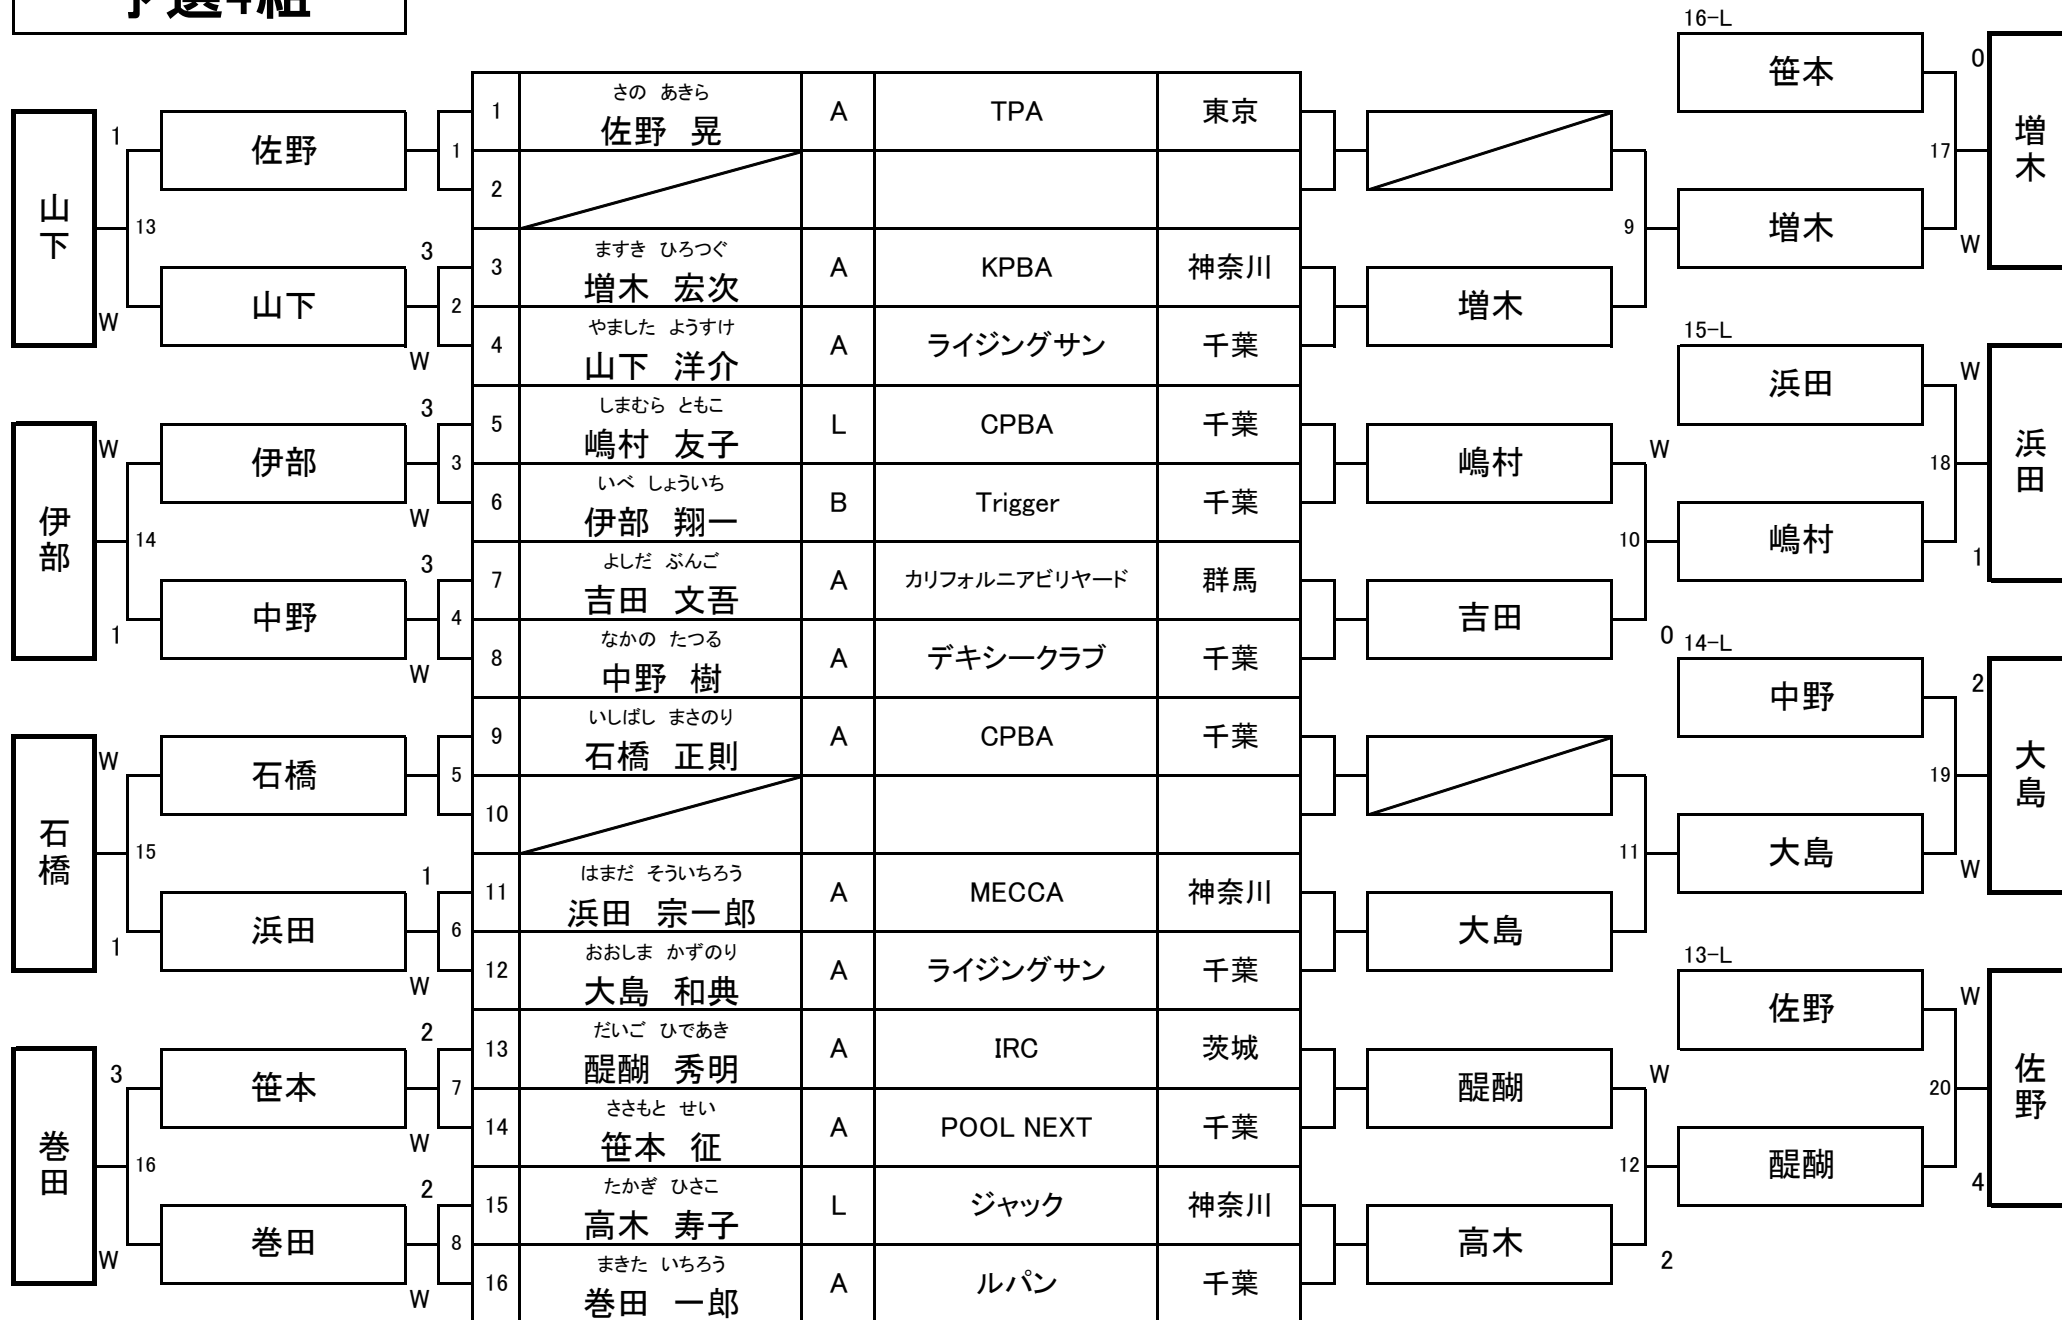 予選4組
16-L
笹本
0
増木
17
増木
W
1
佐野
1
山下
13
3
山下
2
W
W
1
さの あきら
佐野 晃
A
TPA
東京
2
3
ますき ひろつぐ
増木 宏次
A
KPBA
神奈川
増木
9
4
やました ようすけ
山下 洋介
A
ライジングサン
千葉
15-L
浜田
W
浜田
18
嶋村
1
3
伊部
3
W
W
伊部
14
3
中野
4
1
W
5
しまむら ともこ
嶋村 友子
L
CPBA
千葉
嶋村
W
6
いべ しょういち
伊部 翔一
B
Trigger
千葉
10
7
よしだ ぶんご
吉田 文吾
A
カリフォルニアビリヤード
群馬
吉田
0
8
なかの たつる
中野 樹
A
デキシークラブ
千葉
14-L
中野
2
大島
19
大島
W
W
石橋
5
石橋
15
1
浜田
6
1
W
9
いしばし まさのり
石橋 正則
A
CPBA
千葉
10
11
11
はまだ そういちろう
浜田 宗一郎
A
MECCA
神奈川
大島
12
おおしま かずのり
大島 和典
A
ライジングサン
千葉
13-L
佐野
W
佐野
20
醍醐
4
2
3
笹本
7
W
巻田
16
2
巻田
8
W
W
13
だいご ひであき
醍醐 秀明
A
IRC
茨城
醍醐
W
14
ささもと せい
笹本 征
A
POOL NEXT
千葉
12
15
たかぎ ひさこ
高木 寿子
L
ジャック
神奈川
高木
2
16
まきた いちろう
巻田 一郎
A
ルパン
千葉